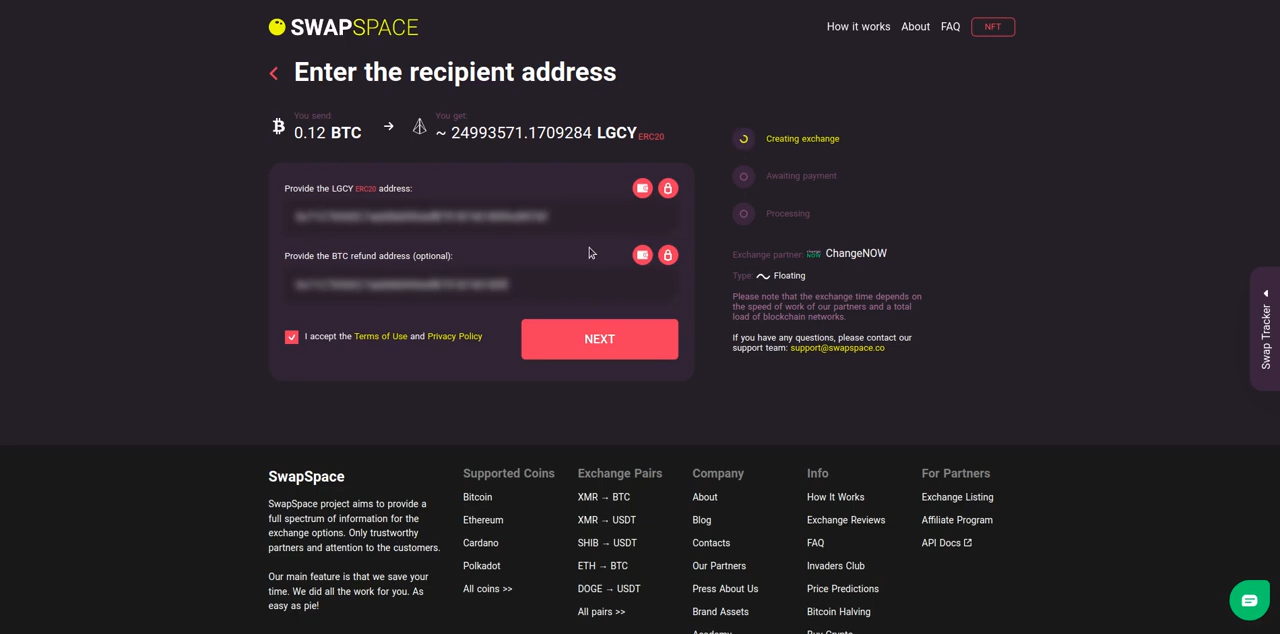 SWAPSPACE
How it works About FAQ NFT
Enter the recipient address
You send:
0.12 BTC
You get:
~ 24993571.1709284 LGCY ERC20
Provide the LGCY ERC20 address:
Provide the BTC refund address (optional):
I accept the Terms of Use and Privacy Policy
NEXT
Creating exchange
Awaiting payment
Processing
Exchange partner: ChangeNOW
Type: Floating
Please note that the exchange time depends on
the speed of work of our partners and a total
load of blockchain networks.
If you have any questions, please contact our
support team: support@swapspace.co
Swap Tracker
SwapSpace
SwapSpace project aims to provide a
full spectrum of information for the
exchange options. Only trustworthy
partners and attention to the customers.
Our main feature is that we save your
time. We did all the work for you. As
easy as pie!
Supported Coins
Bitcoin
Ethereum
Cardano
Polkadot
All coins >>
Exchange Pairs
XMR → BTC
XMR → USDT
SHIB → USDT
ETH → BTC
DOGE → USDT
All pairs >>
Company
About
Blog
Contacts
Our Partners
Press About Us
Brand Assets
Academy
Info
How It Works
Exchange Reviews
FAQ
Invaders Club
Price Predictions
Bitcoin Halving
Buy Crypto
For Partners
Exchange Listing
Affiliate Program
API Docs